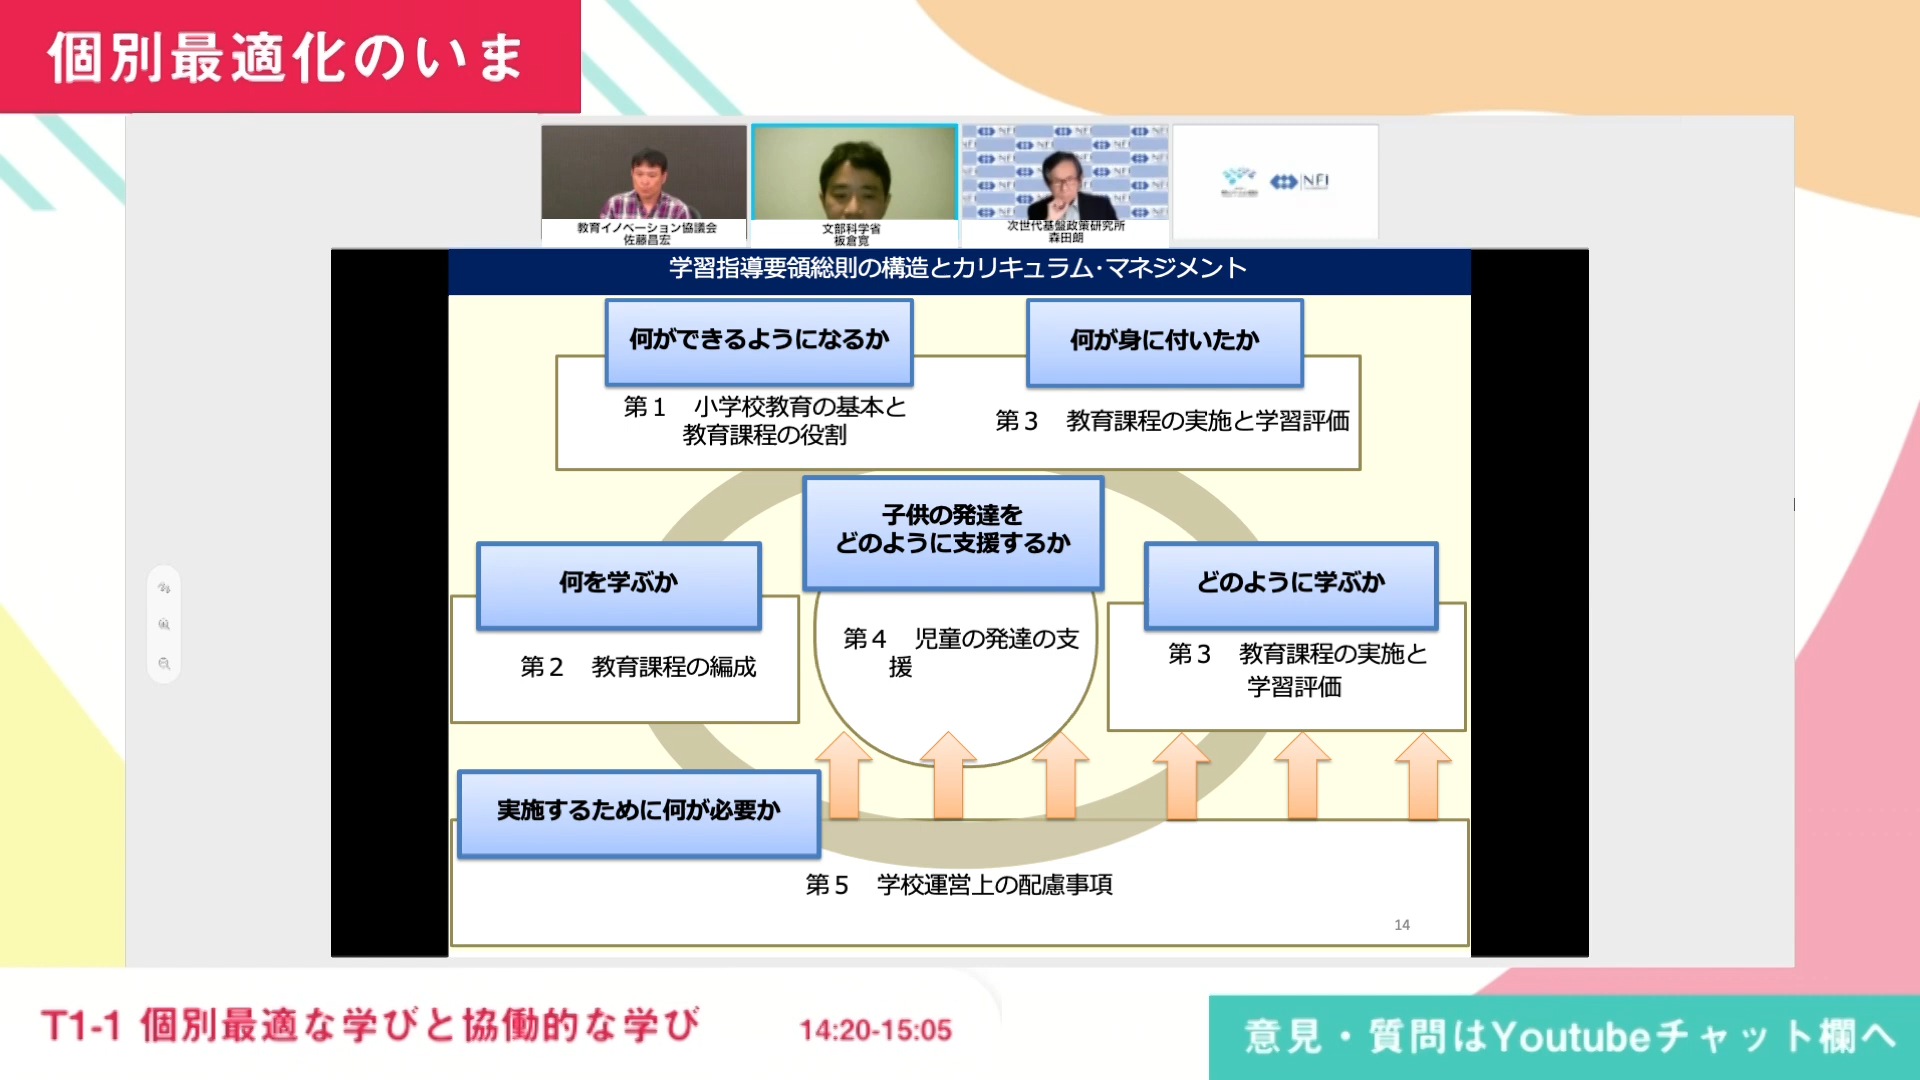 個別最適化のいま
教育イノベーション協議会
佐藤昌宏
文部科学省
板倉寛
次世代基盤政策研究所
森田朗
NFI
学習指導要領総則の構造とカリキュラム・マネジメント
何ができるようになるか
何が身に付いたか
第１　小学校教育の基本と
教育課程の役割
第３　教育課程の実施と学習評価
子供の発達を
どのように支援するか
何を学ぶか
どのように学ぶか
第２　教育課程の編成
第４　児童の発達の支
援
第３　教育課程の実施と
学習評価
実施するために何が必要か
第５　学校運営上の配慮事項
14
T1-1 個別最適な学びと協働的な学び
14:20-15:05
意見・質問はYoutubeチャット欄へ